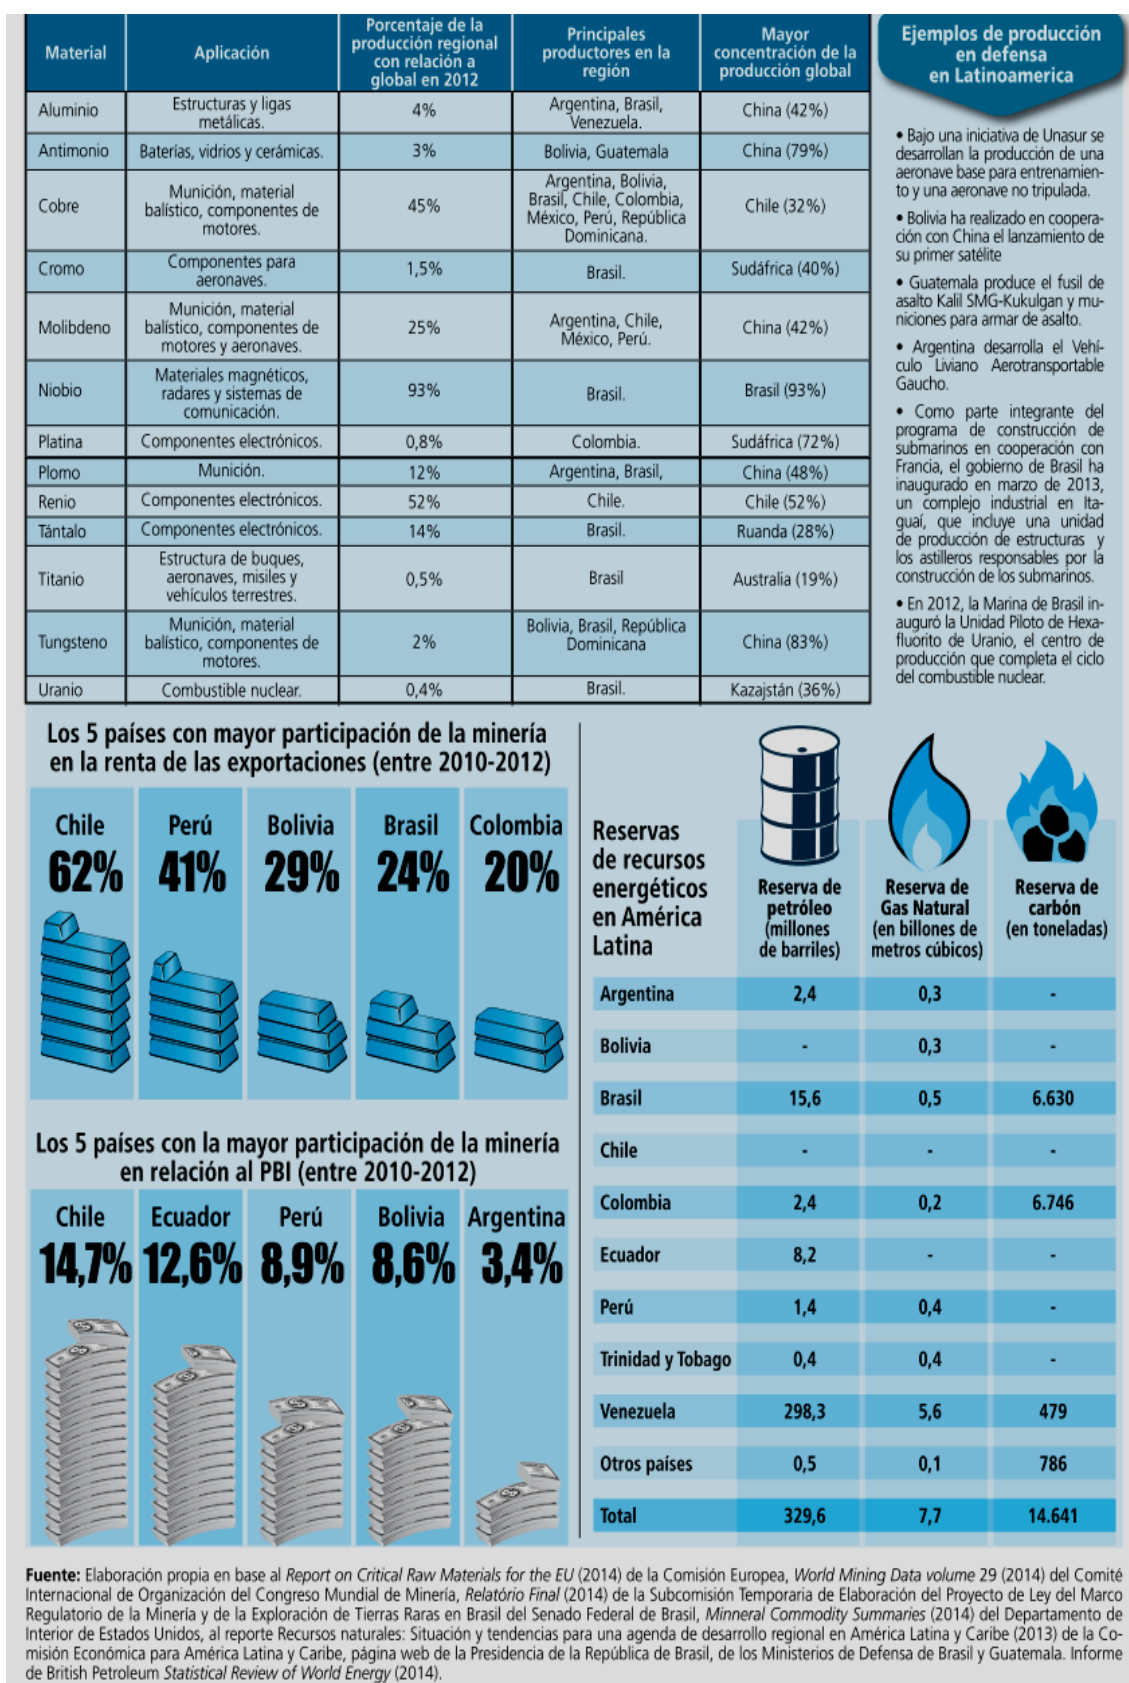 Material
Aplicación
Porcentaje de la
producción regional
con relación a
global en 2012
Principales
productores en la
región
Mayor
concentración de la
producción global
Aluminio
Estructuras y ligas
metálicas.
4%
Argentina, Brasil,
Venezuela.
China (42%)
Antimonio
Baterías, vidrios y cerámicas.
3%
Bolivia, Guatemala
China (79%)
Cobre
Munición, material
balístico, componentes de
motores.
45%
Argentina, Bolivia,
Brasil, Chile, Colombia,
México, Perú, República
Dominicana.
Chile (32%)
Cromo
Componentes para
aeronaves.
1,5%
Brasil.
Sudáfrica (40%)
Molibdeno
Munición, material
balístico, componentes de
motores y aeronaves.
25%
Argentina, Chile,
México, Perú.
China (42%)
Niobio
Materiales magnéticos,
radares y sistemas de
comunicación.
93%
Brasil.
Brasil (93%)
Platina
Componentes electrónicos.
0,8%
Colombia.
Sudáfrica (72%)
Plomo
Munición.
12%
Argentina, Brasil,
China (48%)
Renio
Componentes electrónicos.
52%
Chile.
Chile (52%)
Tántalo
Componentes electrónicos.
14%
Brasil.
Ruanda (28%)
Titanio
Estructura de buques,
aeronaves, misiles y
vehículos terrestres.
0,5%
Brasil
Australia (19%)
Tungsteno
Munición, material
balístico, componentes de
motores.
2%
Bolivia, Brasil, República
Dominicana
China (83%)
Uranio
Combustible nuclear.
0,4%
Brasil.
Kazajstán (36%)
Ejemplos de producción
en defensa
en Latinoamerica
• Bajo una iniciativa de Unasur se
desarrollan la producción de una
aeronave base para entrenamien-
to y una aeronave no tripulada.
• Bolivia ha realizado en coopera-
ción con China el lanzamiento de
su primer satélite
• Guatemala produce el fusil de
asalto Kalil SMG-Kukulgan y mu-
niciones para armar de asalto.
• Argentina desarrolla el Vehí-
culo Liviano Aerotransportable
Gaucho.
• Como parte integrante del
programa de construcción de
submarinos en cooperación con
Francia, el gobierno de Brasil ha
inaugurado en marzo de 2013,
un complejo industrial en Ita-
guaí, que incluye una unidad
de producción de estructuras y
los astilleros responsables por la
construcción de los submarinos.
• En 2012, la Marina de Brasil in-
auguró la Unidad Piloto de Hexa-
fluorito de Uranio, el centro de
producción que completa el ciclo
del combustible nuclear.
Los 5 países con mayor participación de la minería
en la renta de las exportaciones (entre 2010-2012)
Chile
62%
Perú
41%
Bolivia
29%
Brasil
24%
Colombia
20%
Los 5 países con la mayor participación de la minería
en relación al PBI (entre 2010-2012)
Chile
14,7%
Ecuador
12,6%
Perú
8,9%
Bolivia
8,6%
Argentina
3,4%
Reservas
de recursos
energéticos
en América
Latina
Reserva de
petróleo
(millones
de barriles)
Reserva de
Gas Natural
(en billones de
metros cúbicos)
Reserva de
carbón
(en toneladas)
Argentina 2,4 0,3 -
Bolivia - 0,3 -
Brasil 15,6 0,5 6.630
Chile - - -
Colombia 2,4 0,2 6.746
Ecuador 8,2 - -
Perú 1,4 0,4 -
Trinidad y Tobago 0,4 0,4 -
Venezuela 298,3 5,6 479
Otros países 0,5 0,1 786
Total 329,6 7,7 14.641
Fuente: Elaboración propia en base al Report on Critical Raw Materials for the EU (2014) de la Comisión Europea, World Mining Data volume 29 (2014) del Comité
Internacional de Organización del Congreso Mundial de Minería, Relatório Final (2014) de la Subcomisión Temporaria de Elaboración del Proyecto de Ley del Marco
Regulatorio de la Minería y de la Exploración de Tierras Raras en Brasil del Senado Federal de Brasil, Minneral Commodity Summaries (2014) del Departamento de
Interior de Estados Unidos, al reporte Recursos naturales: Situación y tendencias para una agenda de desarrollo regional en América Latina y Caribe (2013) de la Co-
misión Económica para América Latina y Caribe, página web de la Presidencia de la República de Brasil, de los Ministerios de Defensa de Brasil y Guatemala. Informe
de British Petroleum Statistical Review of World Energy (2014).